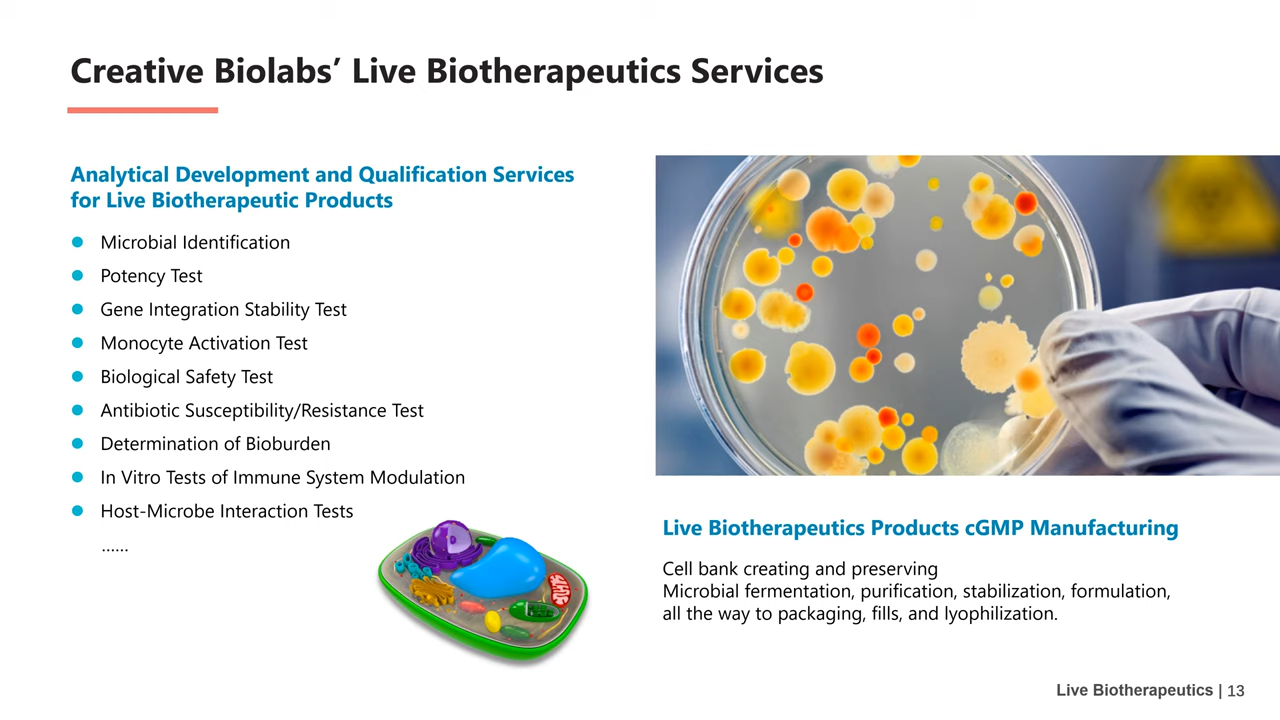 Creative Biolabs’ Live Biotherapeutics Services
Analytical Development and Qualification Services
for Live Biotherapeutic Products
Microbial Identification
Potency Test
Gene Integration Stability Test
Monocyte Activation Test
Biological Safety Test
Antibiotic Susceptibility/Resistance Test
Determination of Bioburden
In Vitro Tests of Immune System Modulation
Host-Microbe Interaction Tests
......
Live Biotherapeutics Products cGMP Manufacturing
Cell bank creating and preserving
Microbial fermentation, purification, stabilization, formulation,
all the way to packaging, fills, and lyophilization.
Live Biotherapeutics | 13